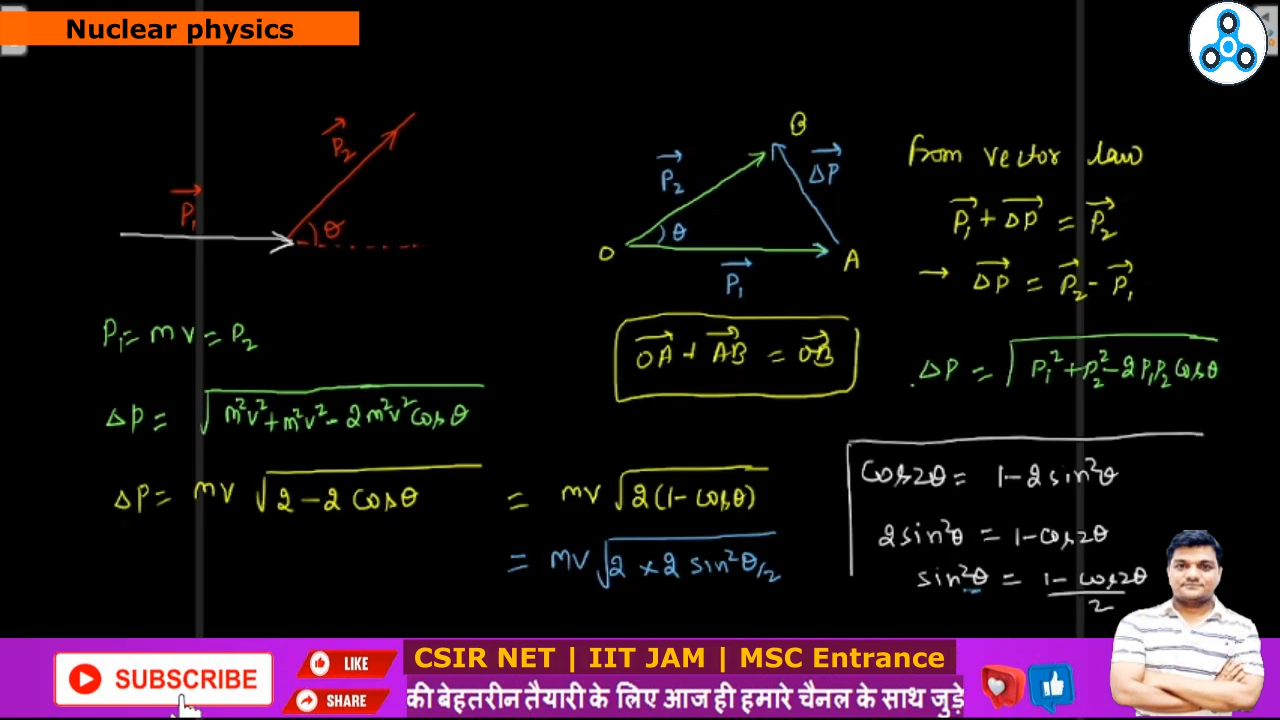 Nuclear physics
P₂
P₁
θ
B
P₂
ΔP
θ
O
A
P₁
from vector law
P₁ + ΔP = P₂
→ ΔP = P₂ - P₁
P₁ = mv = P₂
OA + AB = OB
ΔP = √P₁² + P₂² - 2P₁P₂ cosθ
ΔP = √m²v² + m²v² - 2m²v² cosθ
ΔP = mv √2 - 2 cosθ = mv √2(1 - cosθ)
= mv √2 × 2 sin²θ/2
cos2θ = 1 - 2sin²θ
2sin²θ = 1 - cos2θ
sin²θ = 1 - cos2θ / 2
SUBSCRIBE
LIKE
SHARE
CSIR NET | IIT JAM | MSC Entrance
की बेहतरीन तैयारी के लिए आज ही हमारे चैनल के साथ जुड़े